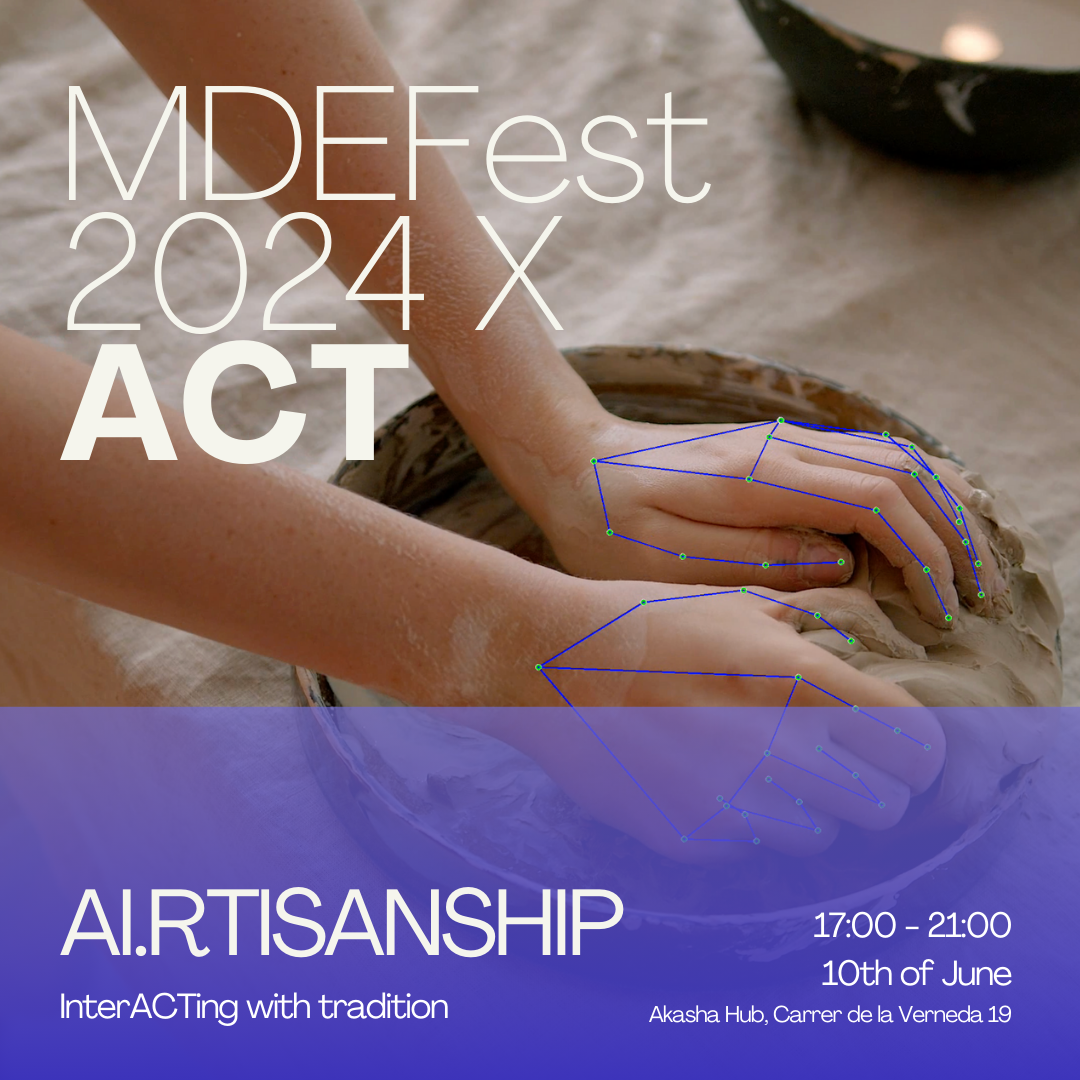 MDEFest
2024 X
ACT
AI.RTISANSHIP
InterACTing with tradition
17:00 - 21:00
10th of June
Akasha Hub, Carrer de la Verneda 19